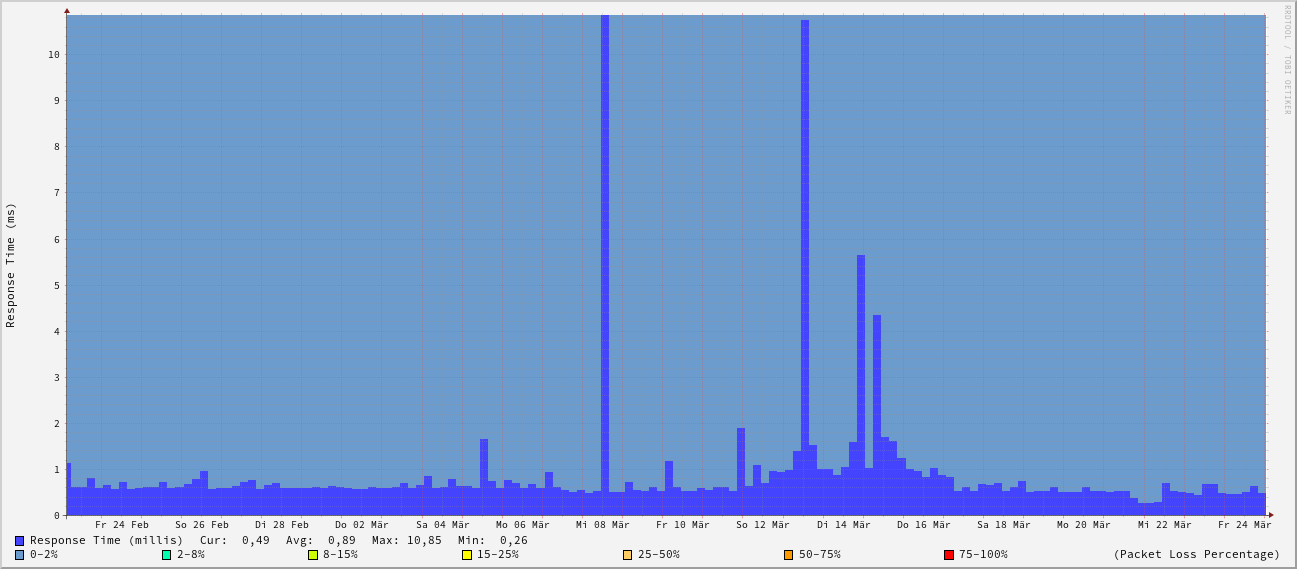 RRDTOOL / TOBI OETIKER
Response Time (ms)
10
9
8
7
6
5
4
3
2
1
0
Fr 24 Feb So 26 Feb Di 28 Feb Do 02 Mär Sa 04 Mär Mo 06 Mär Mi 08 Mär Fr 10 Mär So 12 Mär Di 14 Mär Do 16 Mär Sa 18 Mär Mo 20 Mär Mi 22 Mär Fr 24 Mär
Response Time (millis) Cur: 0,49 Avg: 0,89 Max: 10,85 Min: 0,26
0-2% 2-8% 8-15% 15-25% 25-50% 50-75% 75-100% (Packet Loss Percentage)